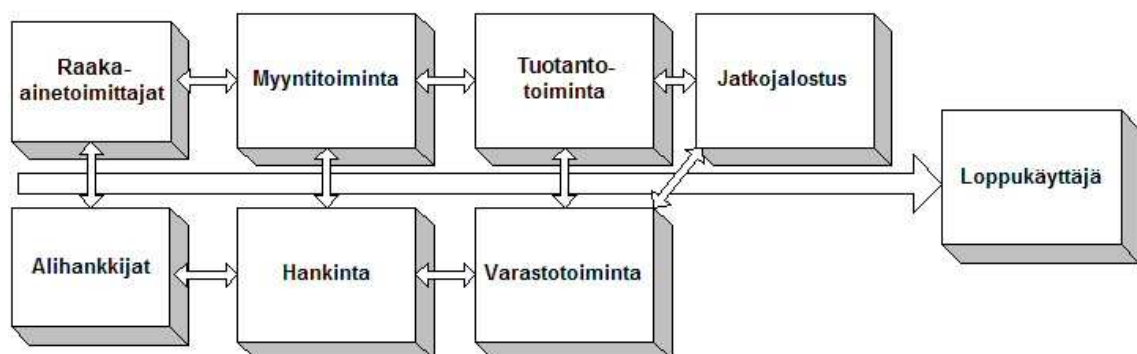 Raaka-
ainetoimittajat
Myyntitoiminta
Tuotanto-
toiminta
Jatkojalostus
Loppukäyttäjä
Alihankkijat
Hankinta
Varastotoiminta